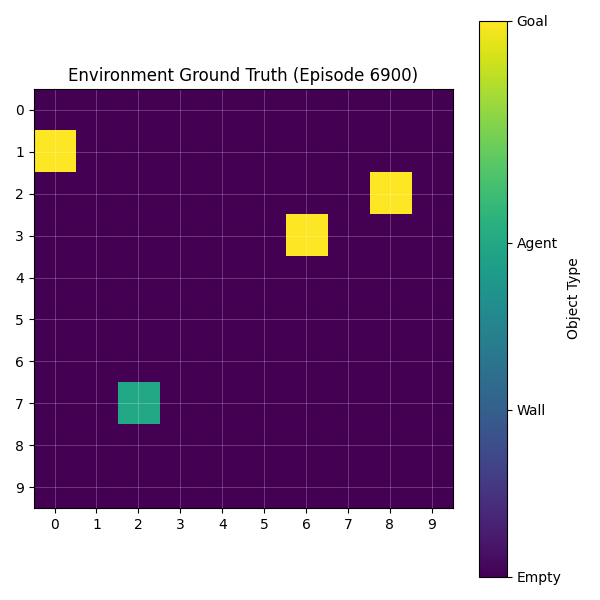 Environment Ground Truth (Episode 6900)
0
1
2
3
4
5
6
7
8
9
0 1 2 3 4 5 6 7 8 9
Goal
Agent
Wall
Empty
Object Type